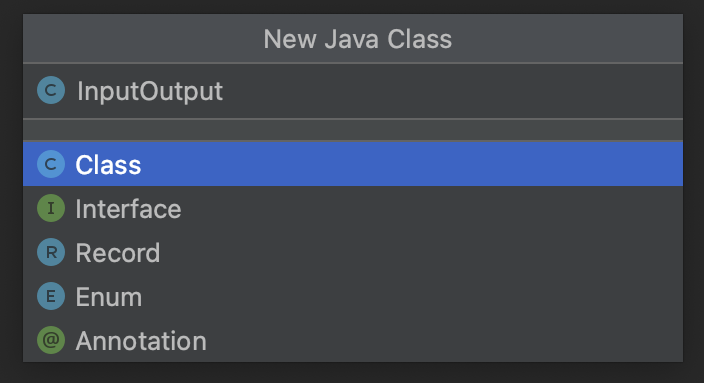 New Java Class
C InputOutput
C Class
I Interface
R Record
E Enum
@ Annotation